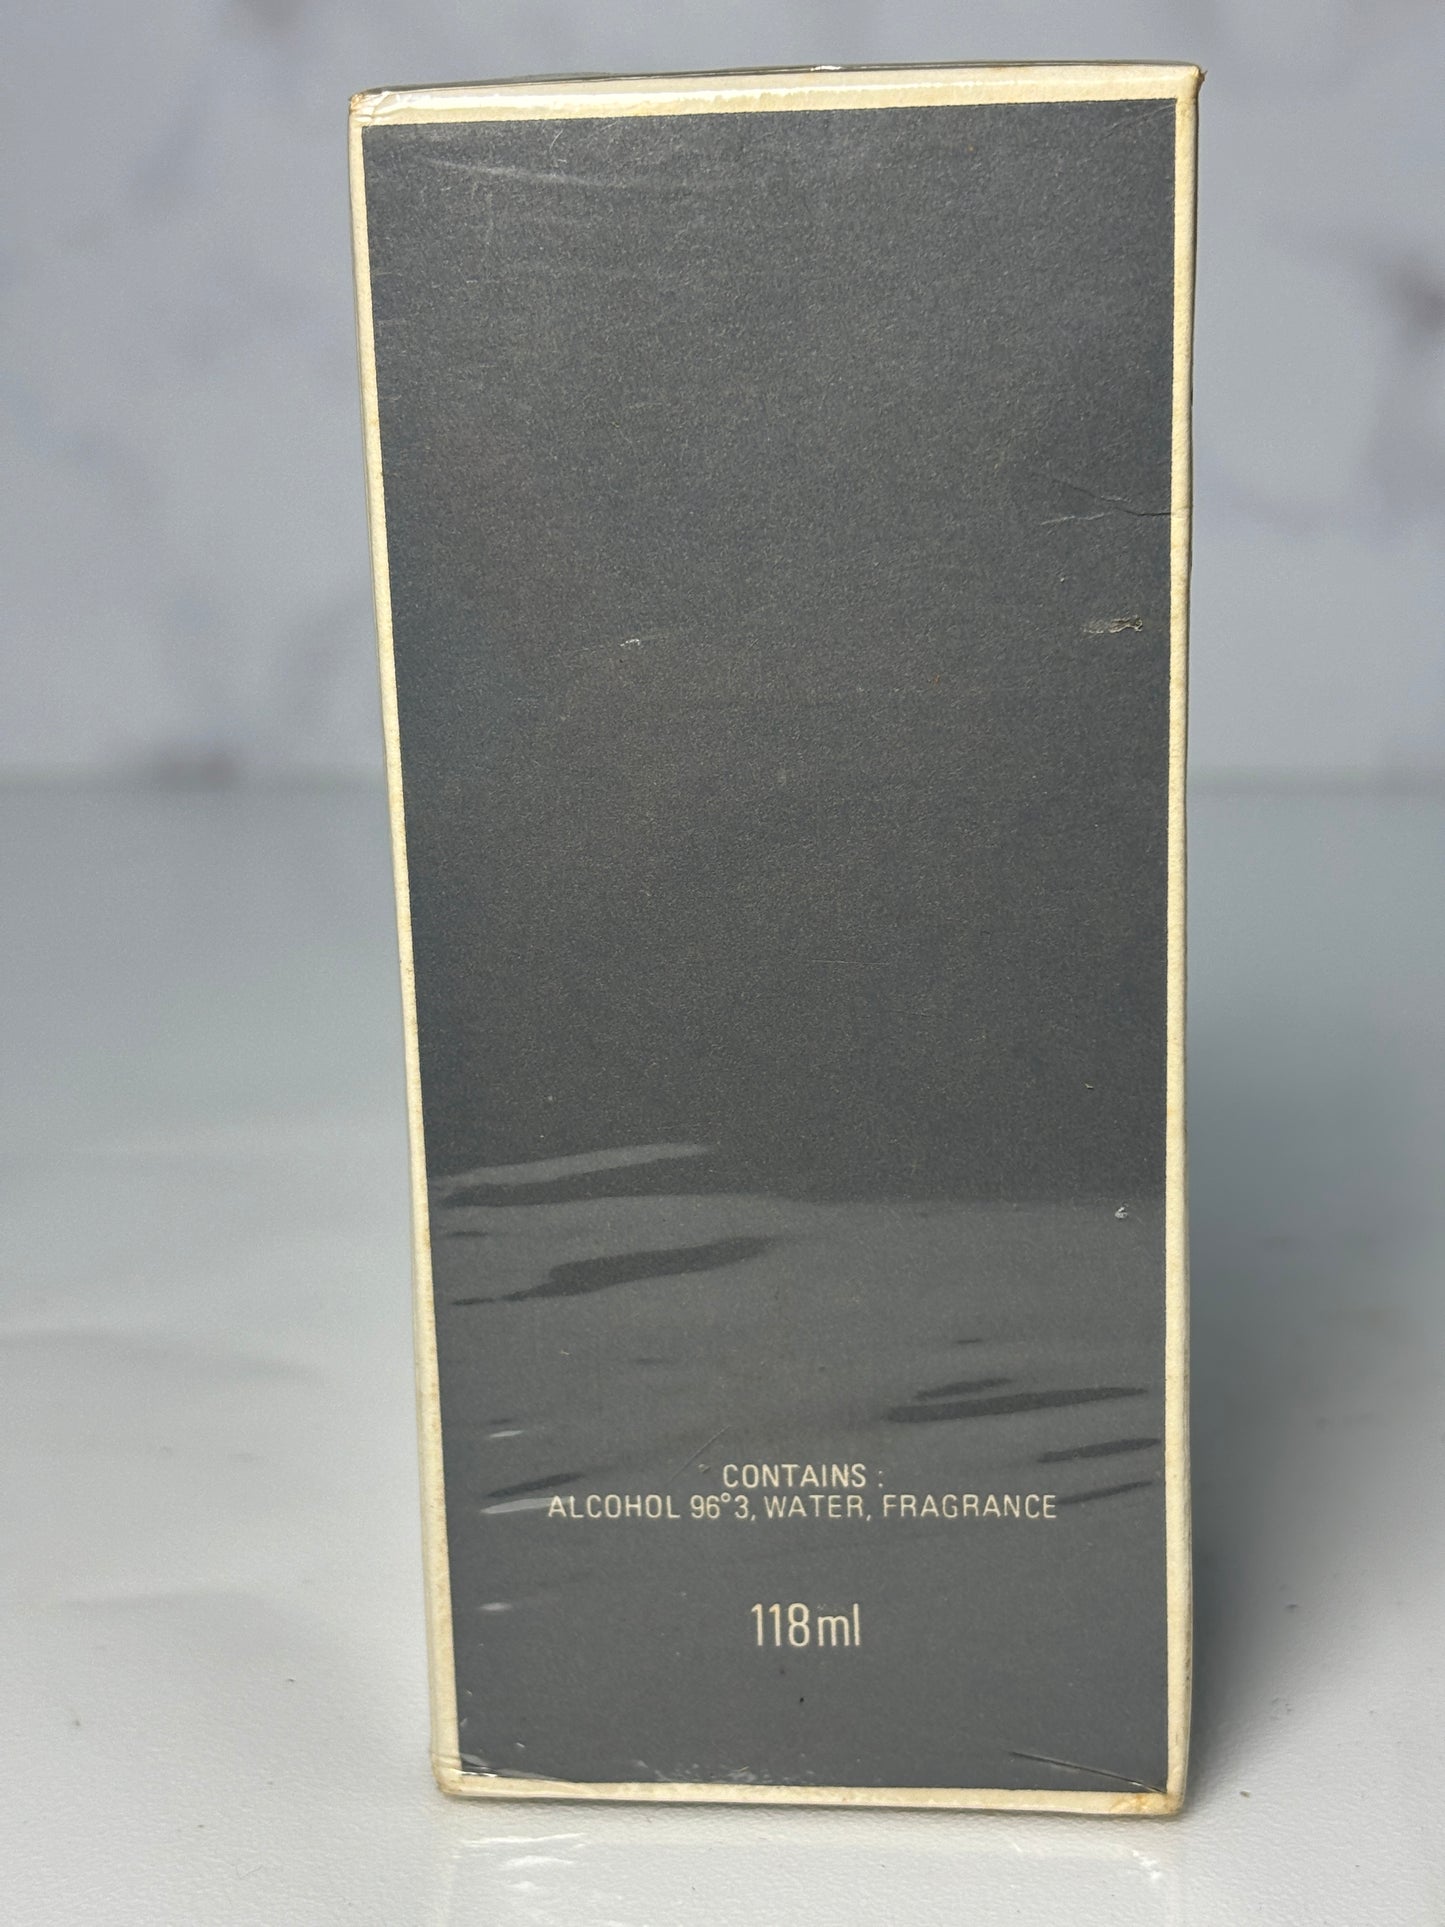 CONTAINS :
ALCOHOL 96°3, WATER, FRAGRANCE
118ml